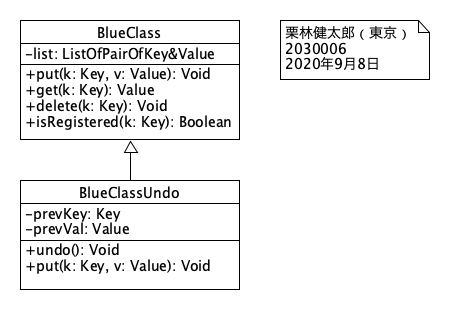 BlueClass
-list: ListOfPairOfKey&Value
+put(k: Key, v: Value): Void
+get(k: Key): Value
+delete(k: Key): Void
+isRegistered(k: Key): Boolean
BlueClassUndo
-prevKey: Key
-prevVal: Value
+undo(): Void
+put(k: Key, v: Value): Void
栗林健太郎（東京）
2030006
2020年9月8日